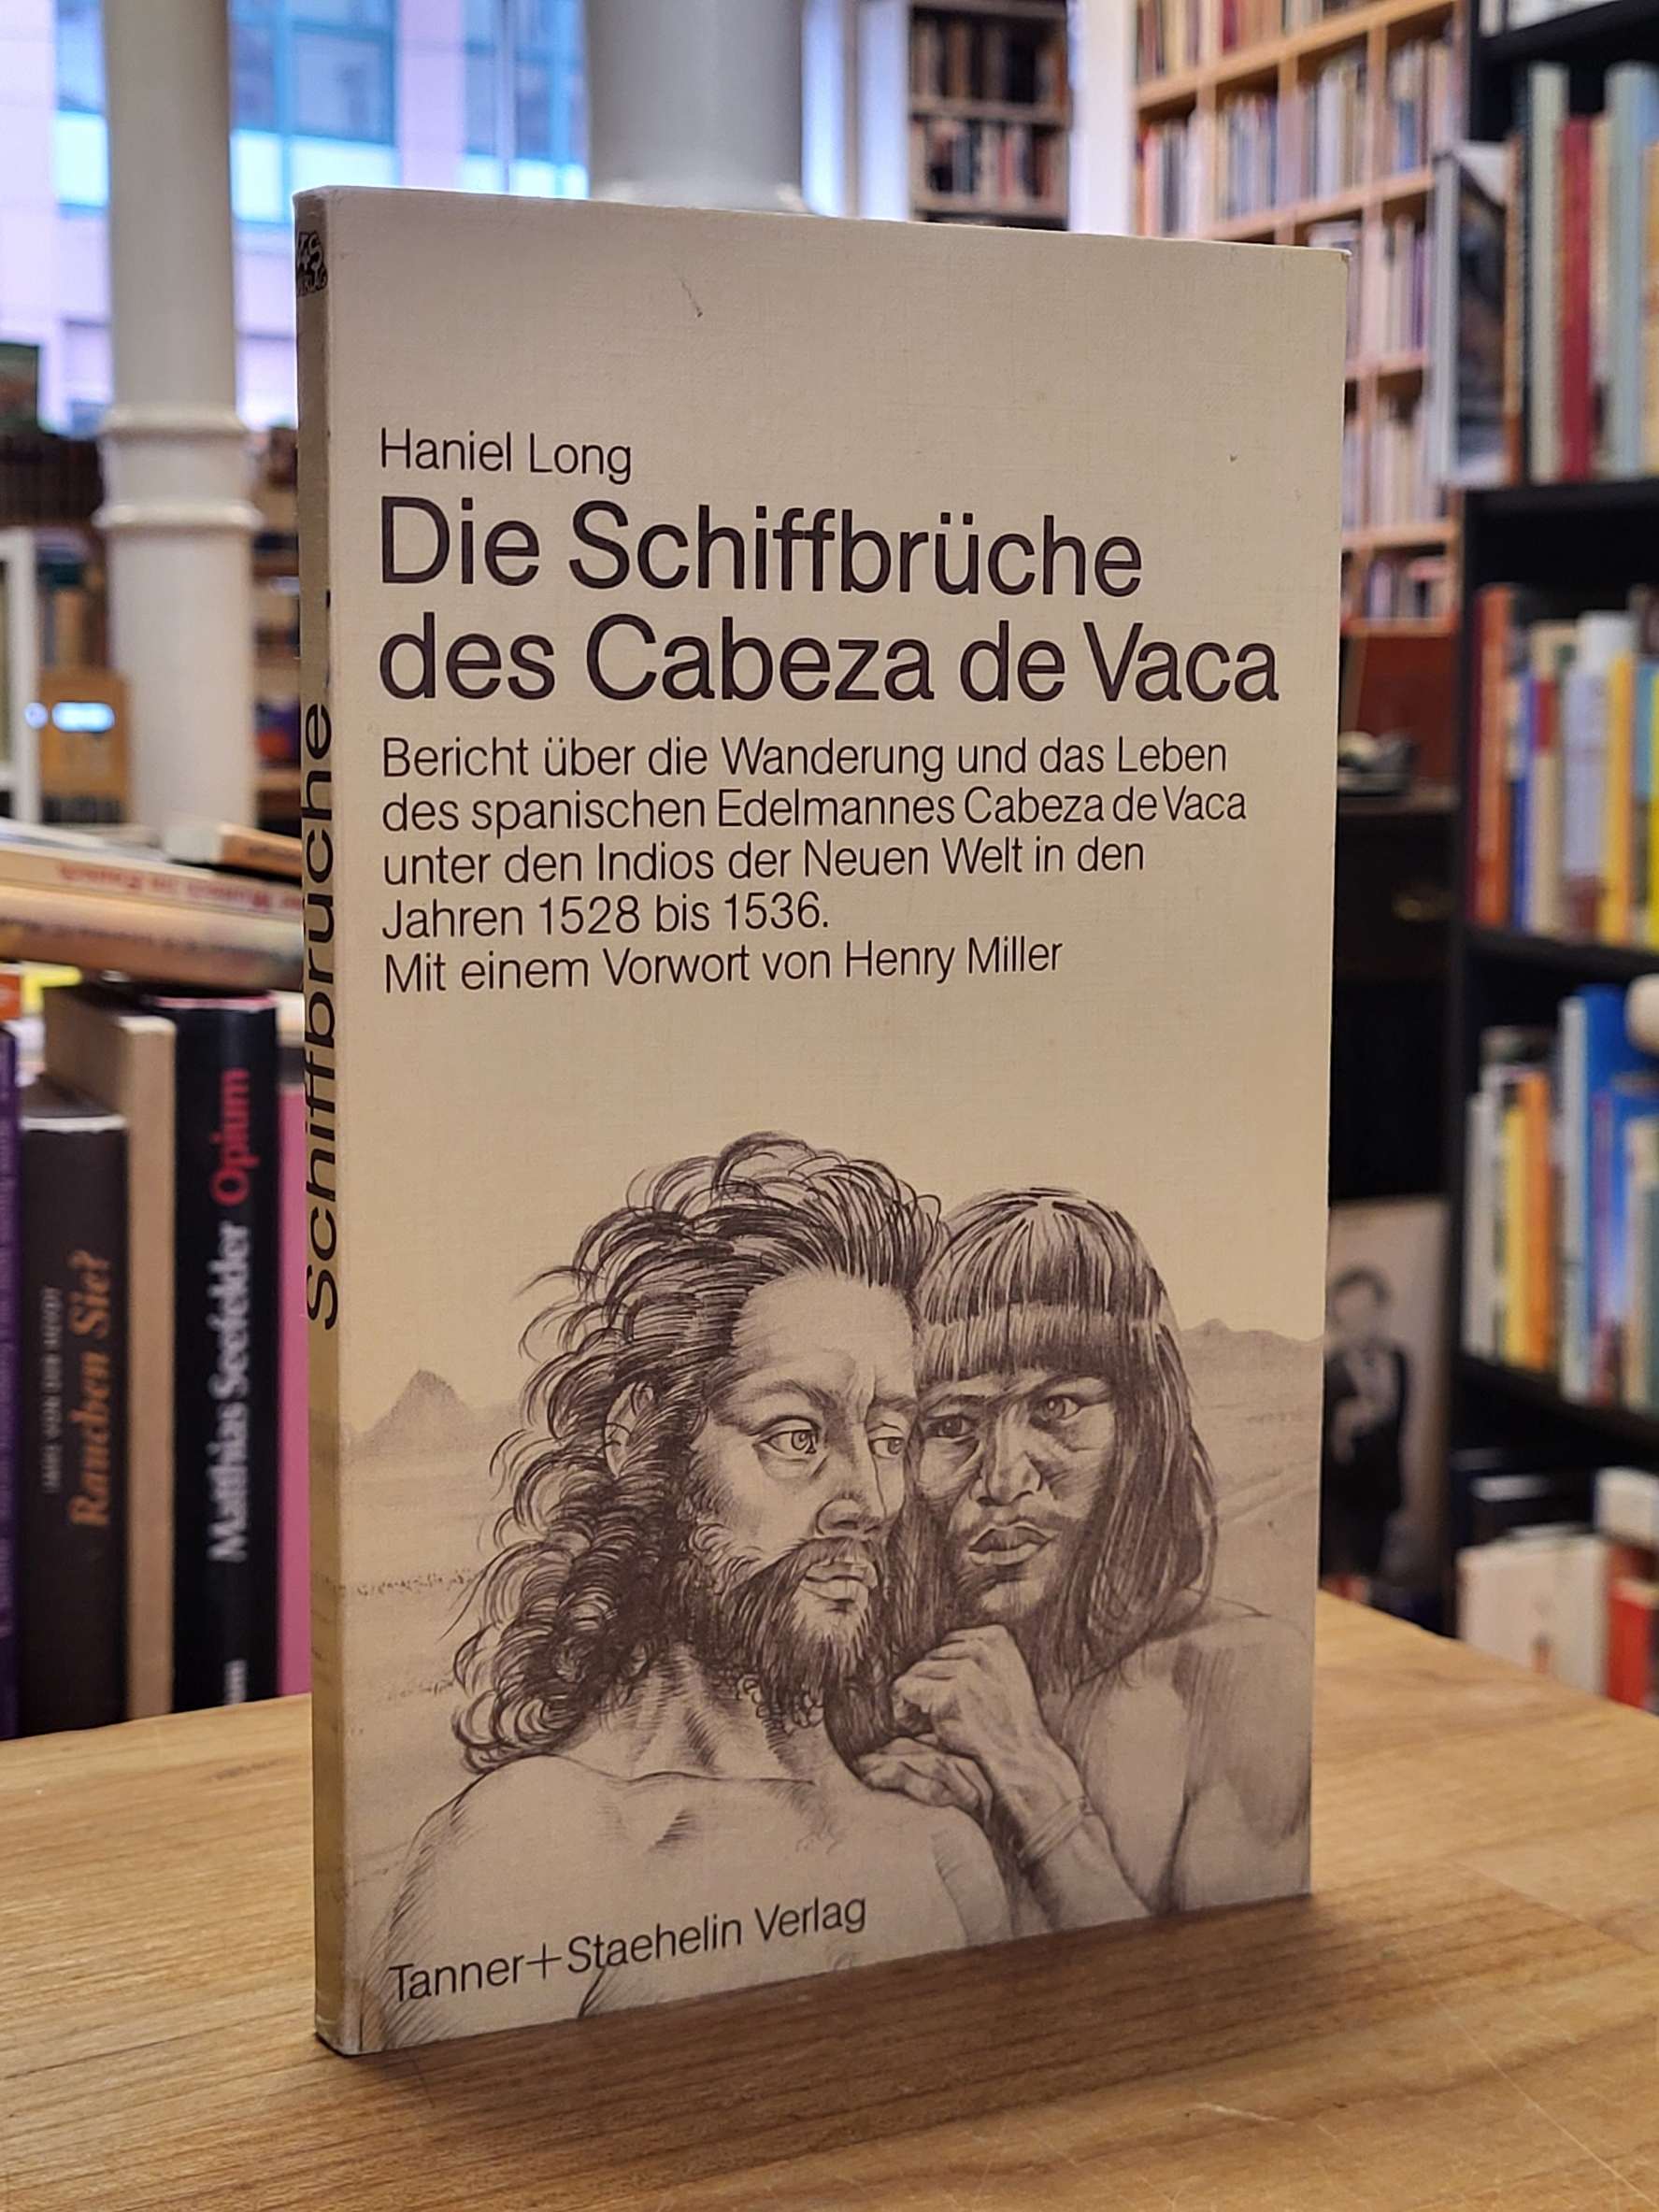 Haniel Long
Die Schiffbrüche
des Cabeza de Vaca
Bericht über die Wanderung und das Leben
des spanischen Edelmannes Cabeza de Vaca
unter den Indios der Neuen Welt in den
Jahren 1528 bis 1536.
Mit einem Vorwort von Henry Miller
Tanner+Staehelin Verlag
Schiffbrüche
Rauchen Sie?
Matthias Seefelder Opium